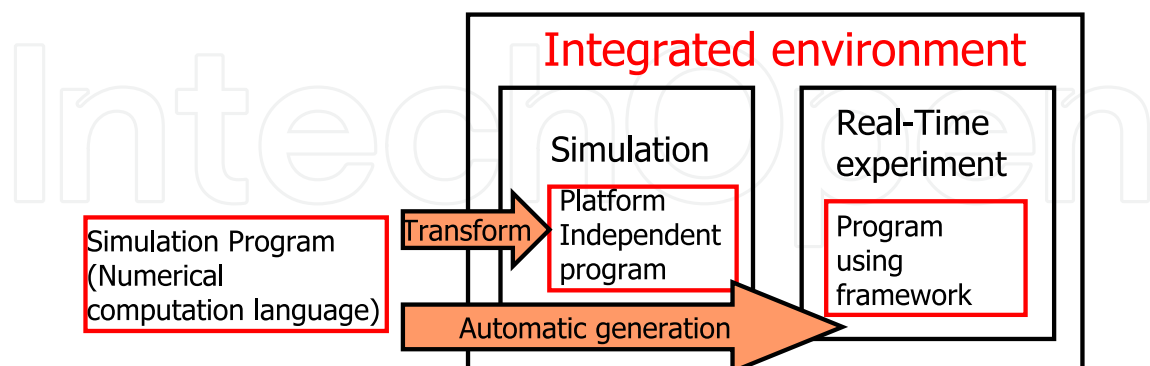 IntechOpen
Integrated environment
Simulation
Real-Time
experiment
Platform
Independent
program
Program
using
framework
Transform
Simulation Program
(Numerical
computation language)
Automatic generation